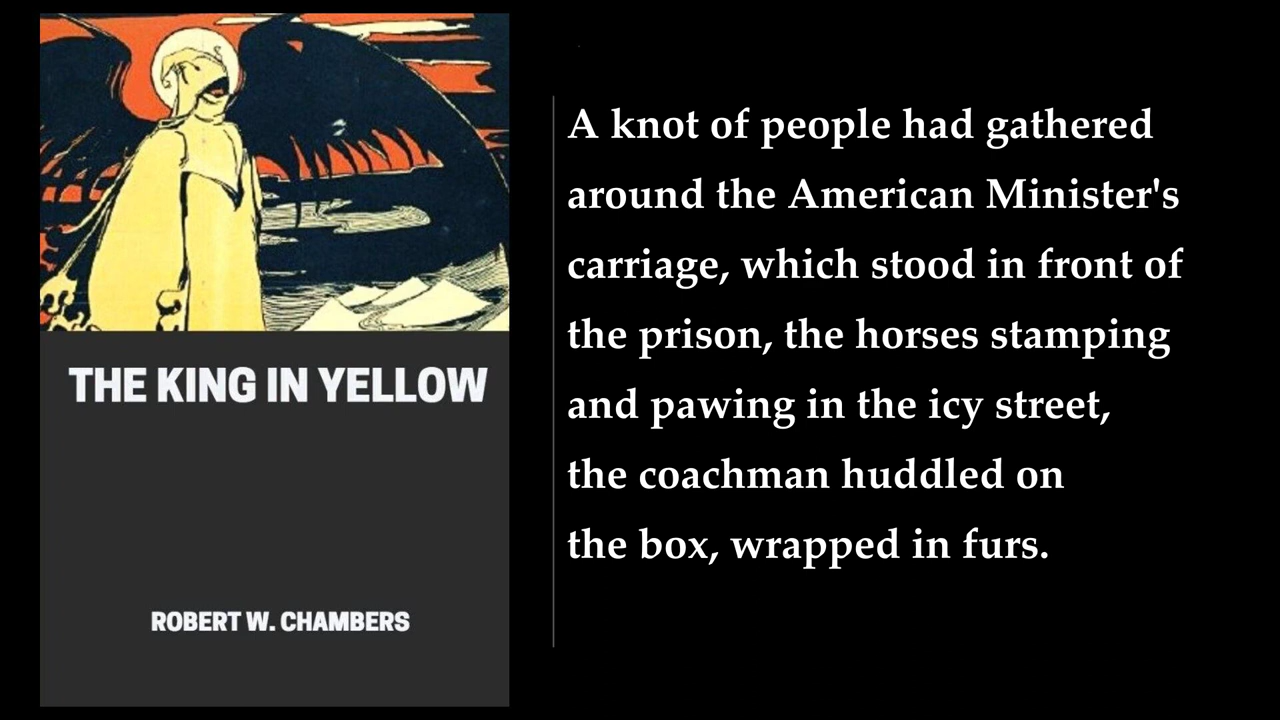 THE KING IN YELLOW
ROBERT W. CHAMBERS
A knot of people had gathered
around the American Minister's
carriage, which stood in front of
the prison, the horses stamping
and pawing in the icy street,
the coachman huddled on
the box, wrapped in furs.